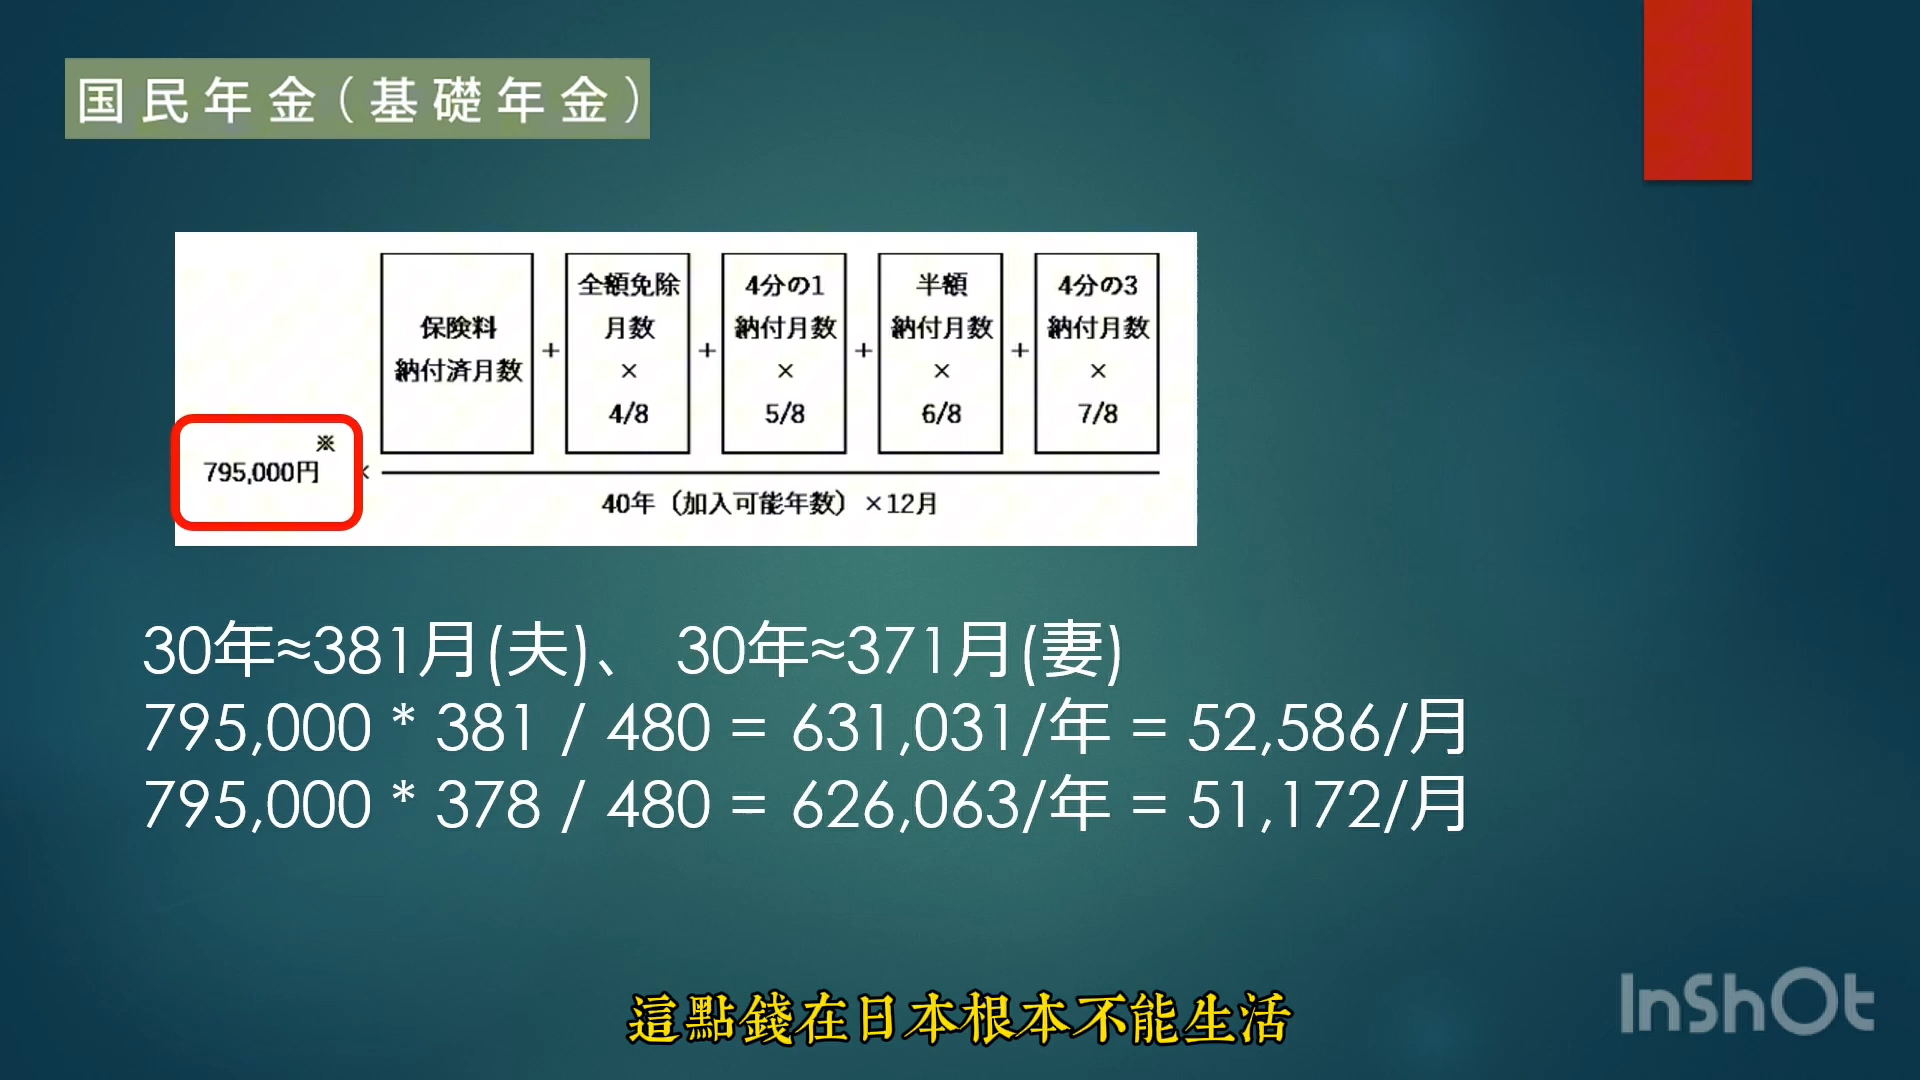 国民年金(基礎年金)
保険料
納付済月数
+
全額免除
月数
×
4/8
+
4分の1
納付月数
×
5/8
+
半額
納付月数
×
6/8
+
4分の3
納付月数
×
7/8
※
795,000円
×
40年（加入可能年数）×12月
30年≈381月(夫)、 30年≈371月(妻)
795,000 * 381 / 480 = 631,031/年 = 52,586/月
795,000 * 378 / 480 = 626,063/年 = 51,172/月
這點錢在日本根本不能生活
InShOt